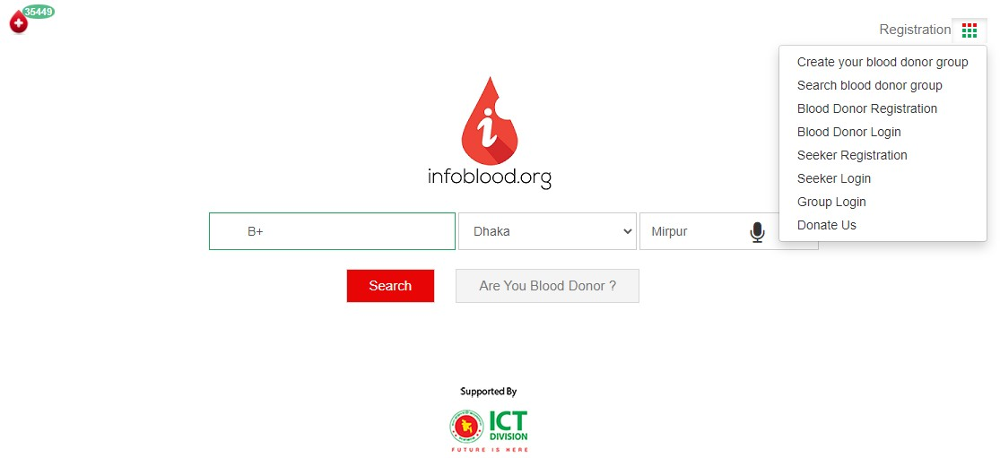 35449
Registration
Create your blood donor group
Search blood donor group
Blood Donor Registration
Blood Donor Login
Seeker Registration
Seeker Login
Group Login
Donate Us
i
infoblood.org
B+
Dhaka
Mirpur
Search
Are You Blood Donor ?
Supported By
ICT
DIVISION
FUTURE IS HERE